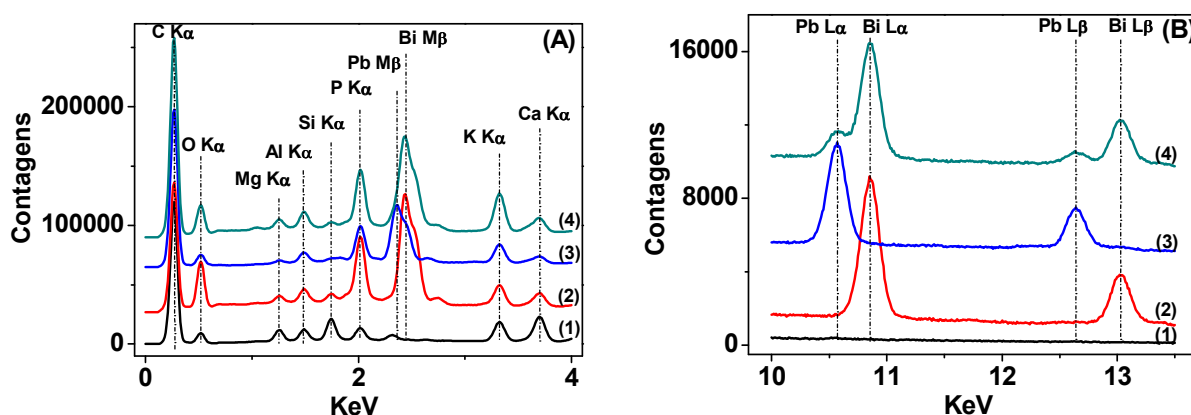 C Kα
(A)
Bi Mβ
Pb Mβ
P Kα
Si Kα
Ca Kα
O Kα
Al Kα
K Kα
Mg Kα
200000
100000
0
Contagens
(4)
(3)
(2)
(1)
0
2
4
KeV
Pb Lα
Bi Lα
Pb Lβ
Bi Lβ
(B)
16000
8000
0
Contagens
(4)
(3)
(2)
(1)
10
11
12
13
KeV